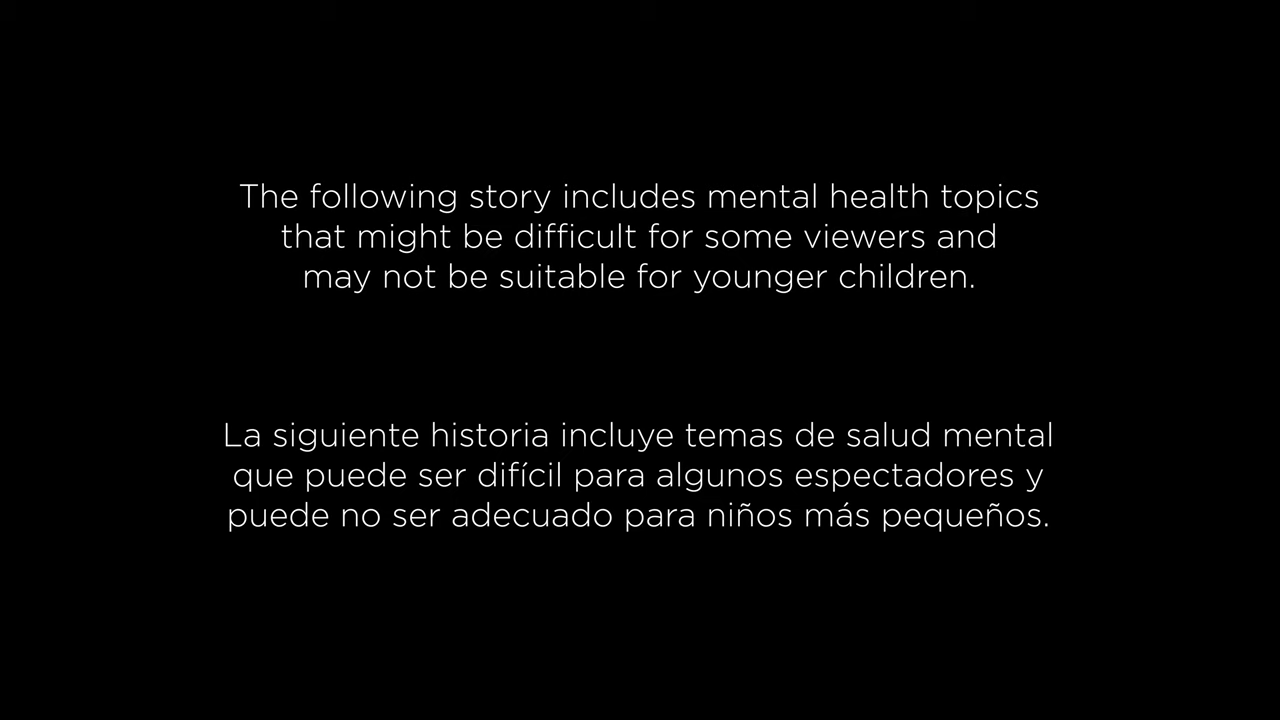 The following story includes mental health topics
that might be difficult for some viewers and
may not be suitable for younger children.
La siguiente historia incluye temas de salud mental
que puede ser difícil para algunos espectadores y
puede no ser adecuado para niños más pequeños.